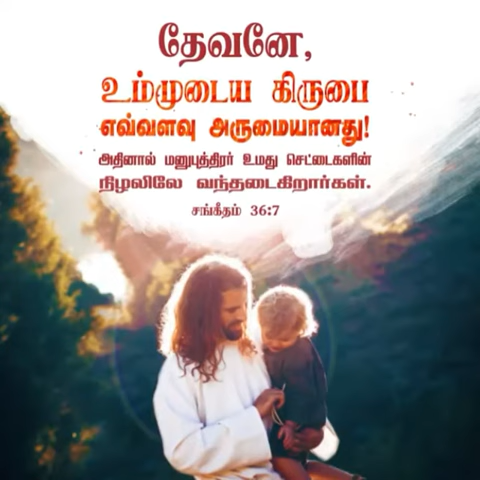 தேவனே,
உம்முடைய கிருபை
எவ்வளவு அருமையானது!
அதினால் மனுபுத்திரர் உமது செட்டைகளின்
நிழலிலே வந்தடைகிறார்கள்.
சங்கீதம் 36:7